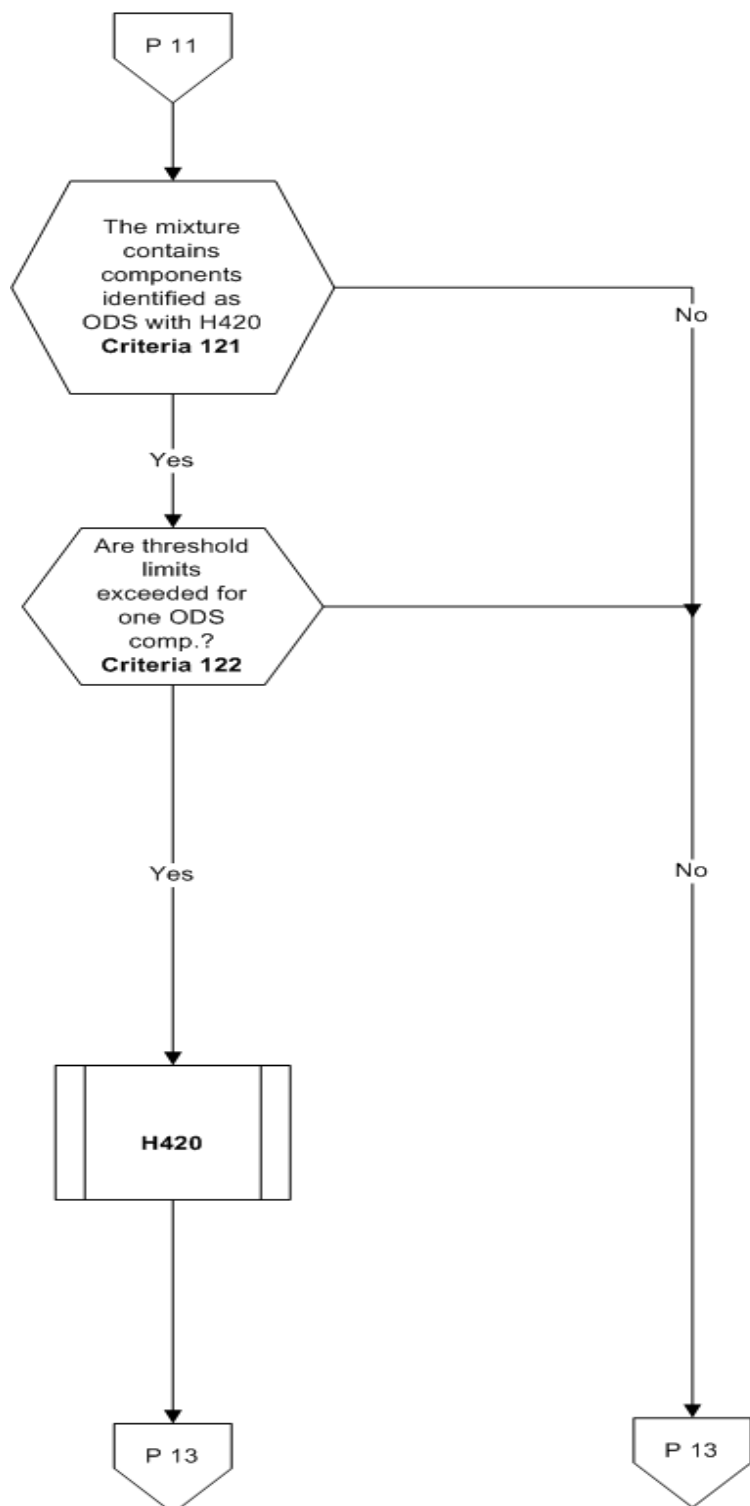 P 11
The mixture
contains
components
identified as
ODS with H420
Criteria 121
No
Yes
Are threshold
limits
exceeded for
one ODS
comp.?
Criteria 122
Yes
No
H420
P 13
P 13